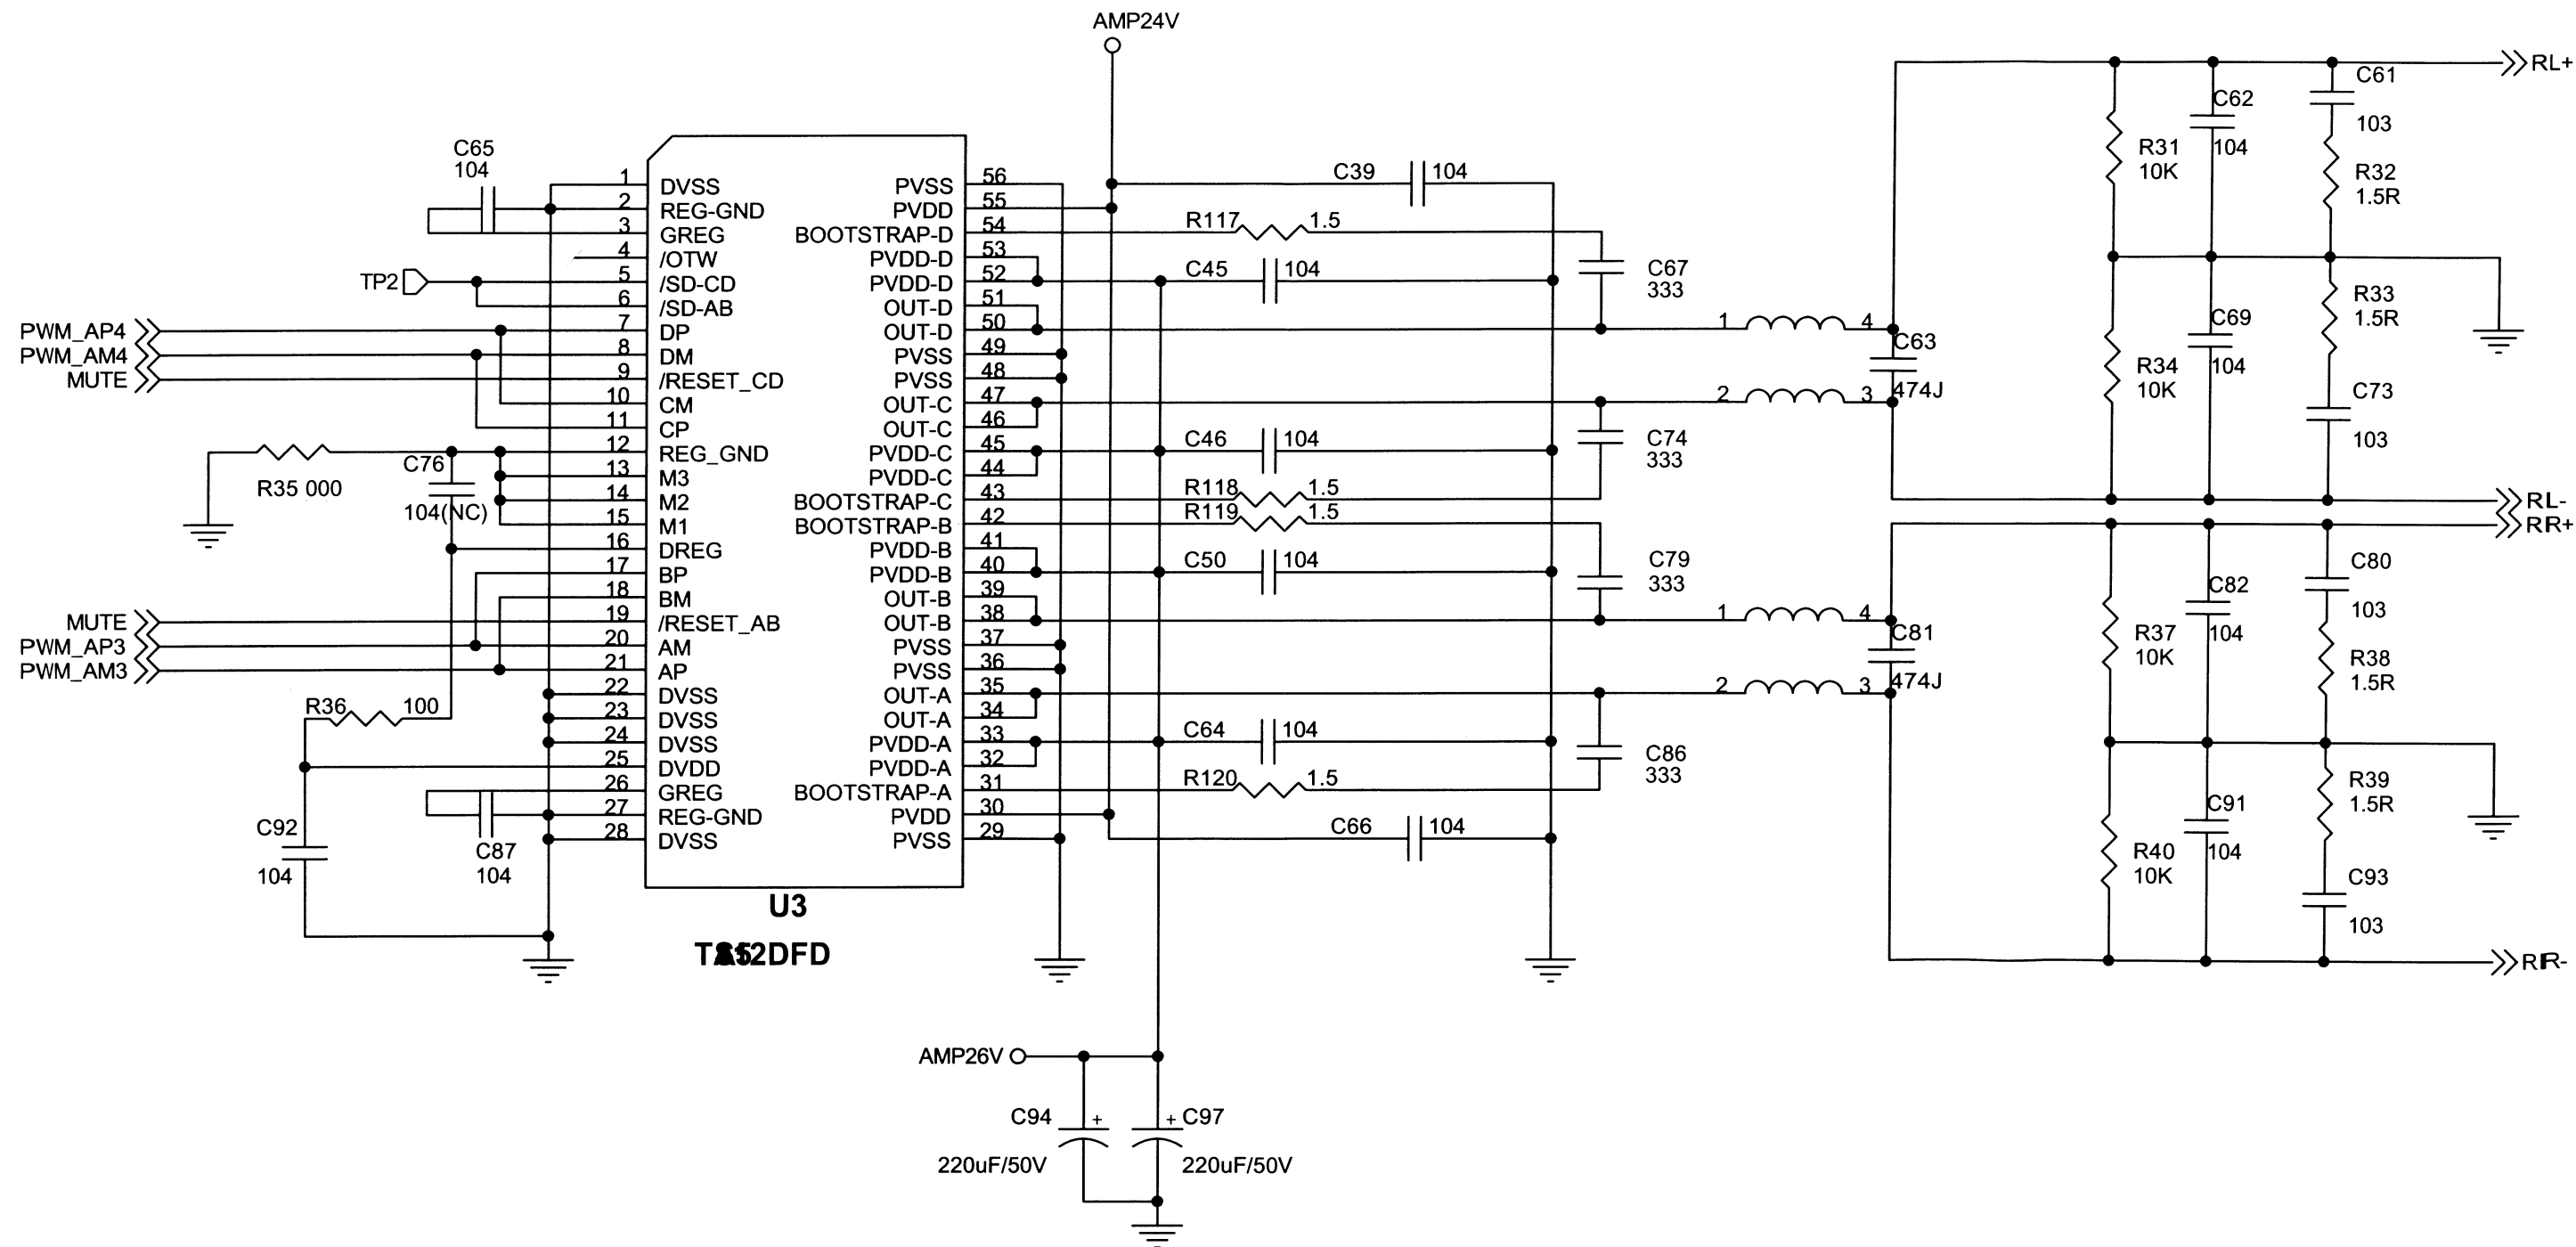 AMP24V
RL+
C61
103
C62
104
R31
10K
R32
1.5R
C65
104
1 DVSS
2 REG-GND
3 GREG
4 /OTW
5 /SD-CD
6 /SD-AB
7 DP
8 DM
9 /RESET_CD
10 CM
11 CP
12 REG_GND
13 M3
14 M2
15 M1
16 DREG
17 BP
18 BM
19 /RESET_AB
20 AM
21 AP
22 DVSS
23 DVSS
24 DVSS
25 DVDD
26 GREG
27 REG-GND
28 DVSS
PVSS 56
PVDD 55
BOOTSTRAP-D 54
PVDD-D 53
PVDD-D 52
OUT-D 51
OUT-D 50
PVSS 49
PVSS 48
OUT-C 47
OUT-C 46
PVDD-C 45
PVDD-C 44
BOOTSTRAP-C 43
BOOTSTRAP-B 42
PVDD-B 41
PVDD-B 40
OUT-B 39
OUT-B 38
PVSS 37
PVSS 36
OUT-A 35
OUT-A 34
PVDD-A 33
PVDD-A 32
BOOTSTRAP-A 31
PVDD 30
PVSS 29
U3
TP2
PWM_AP4
PWM_AM4
MUTE
R35 000
C76
104(NC)
MUTE
PWM_AP3
PWM_AM3
R36 100
C92
104
C87
104
C39 104
R117 1.5
C45 104
C67
333
1 4
C63
474J
2 3
C46 104
C74
333
R118 1.5
R119 1.5
C50 104
C79
333
1 4
C81
474J
2 3
C64 104
C86
333
R120 1.5
C66 104
R33
1.5R
C69
104
R34
10K
C73
103
RL-
RR+
C80
103
C82
104
R37
10K
R38
1.5R
R39
1.5R
C91
104
R40
10K
C93
103
AMP26V
C94 +
220uF/50V
+ C97
220uF/50V